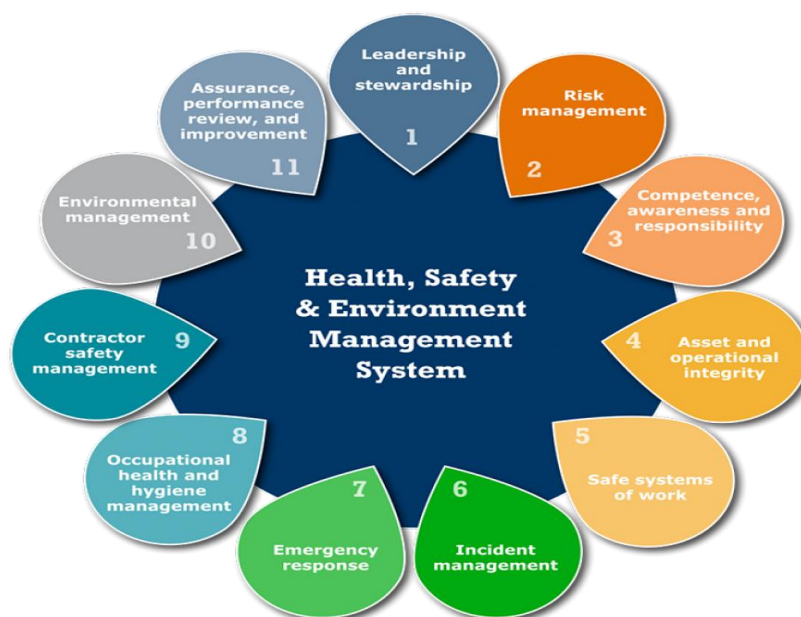 Health, Safety
& Environment
Management
System
Leadership
and
stewardship
1
Risk
management
2
Competence,
awareness and
responsibility
3
Asset and
operational
integrity
4
Safe systems
of work
5
Incident
management
6
Emergency
response
7
Occupational
health and
hygiene
management
8
Contractor
safety
management
9
Environmental
management
10
Assurance,
performance
review, and
improvement
11